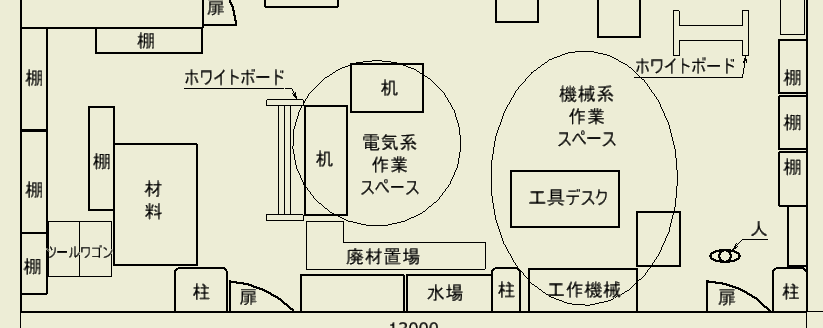 扉
棚
棚
ホワイトボード
ホワイトボード
棚
机
機械系
作業
スペース
棚
電気系
作業
スペース
机
棚
材
料
棚
棚
工具デスク
人
ツールワゴン
廃材置場
棚
柱
扉
水場
柱
工作機械
扉
柱